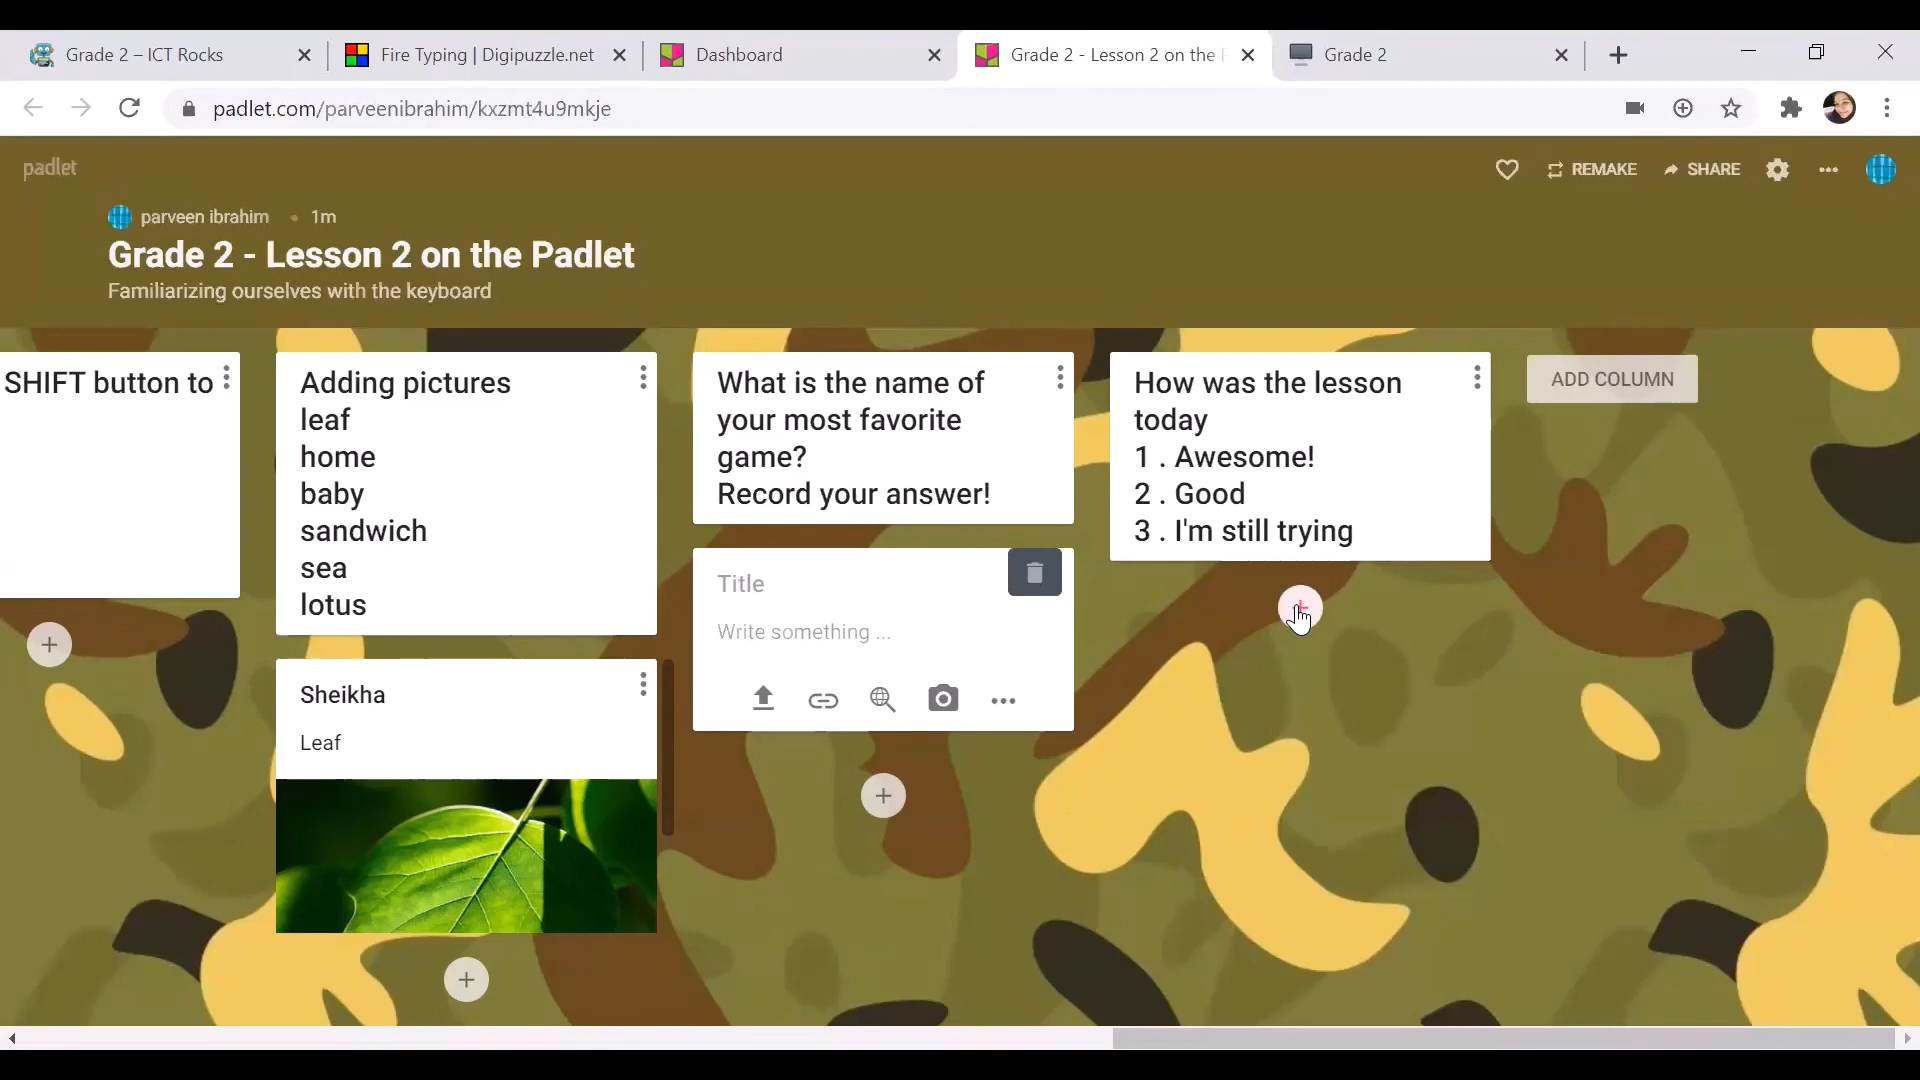 Grade 2 – ICT Rocks
Fire Typing | Digipuzzle.net
Dashboard
Grade 2 - Lesson 2 on the
Grade 2
padlet.com/parveenibrahim/kxzmt4u9mkje
padlet
REMAKE
SHARE
parveen ibrahim • 1m
Grade 2 - Lesson 2 on the Padlet
Familiarizing ourselves with the keyboard
SHIFT button to
Adding pictures
leaf
home
baby
sandwich
sea
lotus
Sheikha
Leaf
What is the name of
your most favorite
game?
Record your answer!
Title
Write something ...
How was the lesson
today
1 . Awesome!
2 . Good
3 . I'm still trying
ADD COLUMN